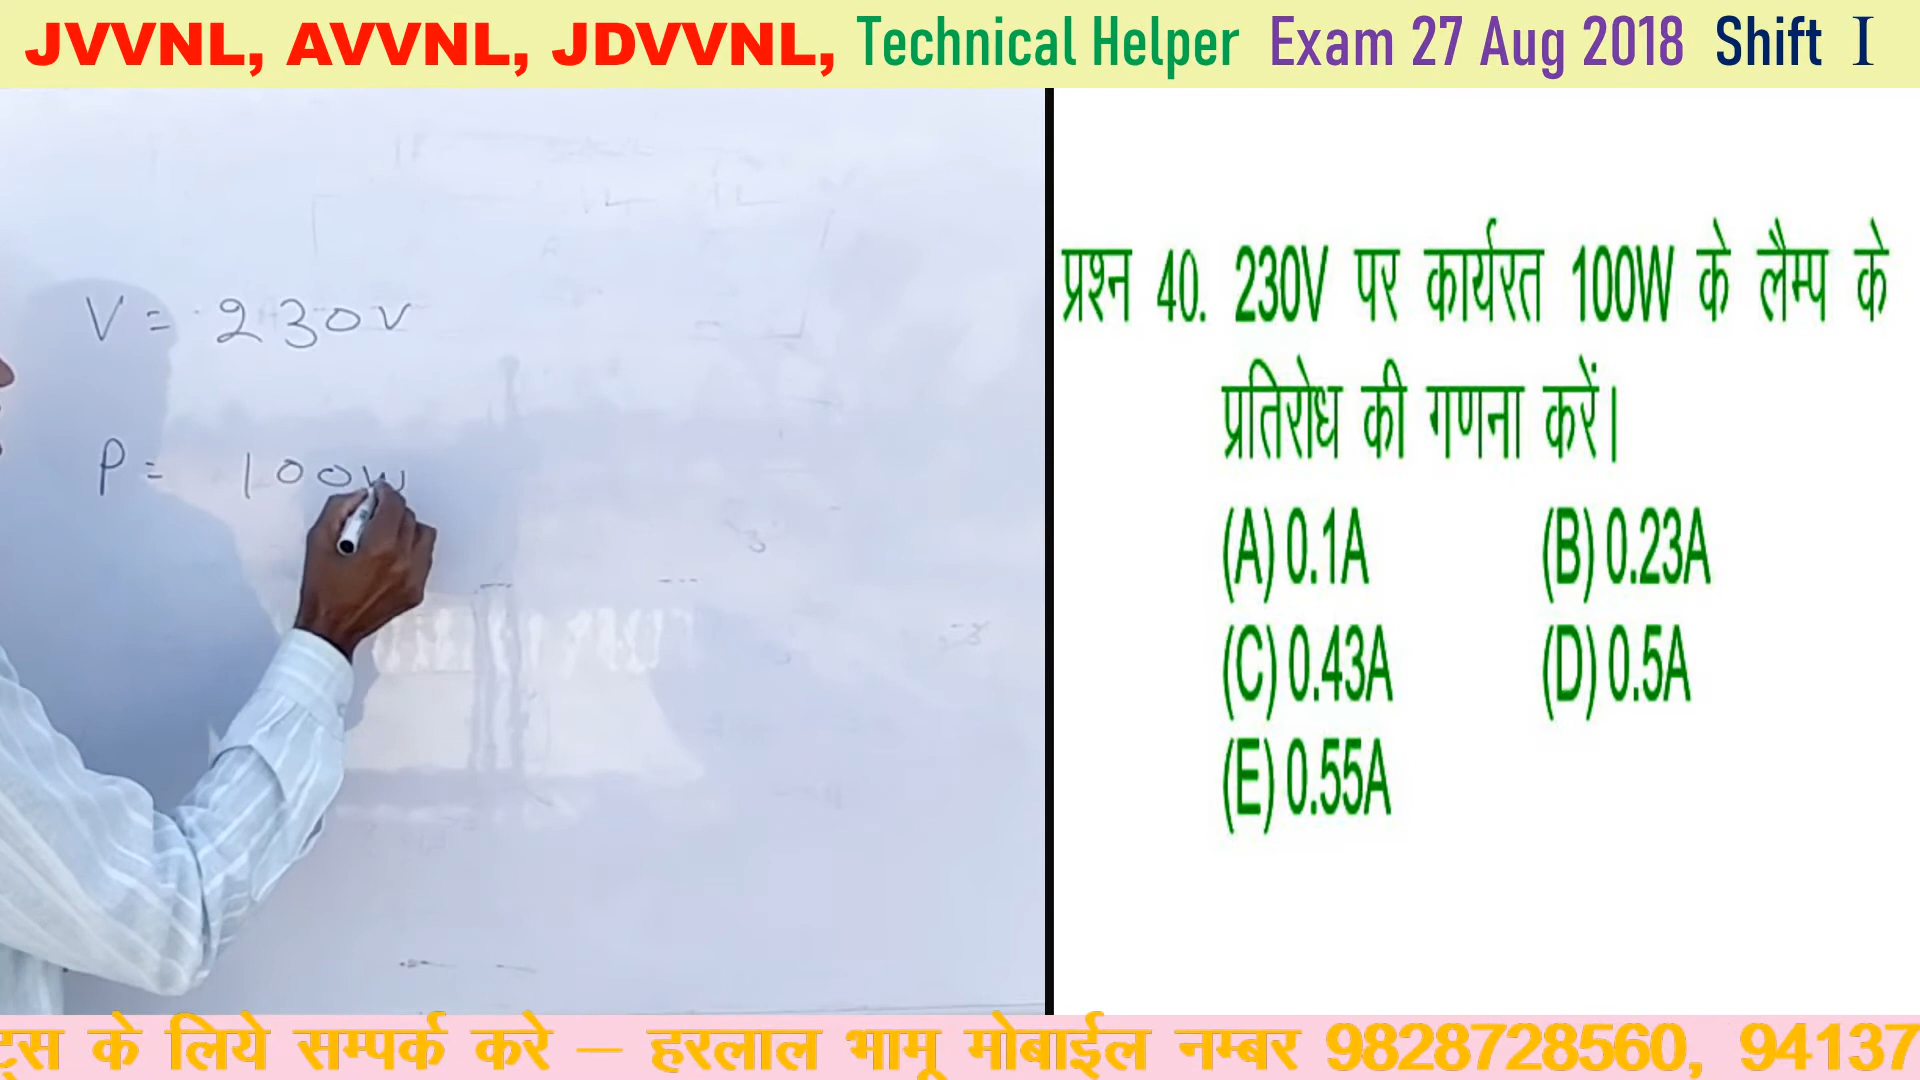 JVVNL, AVVNL, JDVVNL, Technical Helper Exam 27 Aug 2018 Shift I
V = 230V
P = 100W
प्रश्न 40. 230V पर कार्यरत 100W के लैम्प के
प्रतिरोध की गणना करें।
(A) 0.1A (B) 0.23A
(C) 0.43A (D) 0.5A
(E) 0.55A
के लिये सम्पर्क करे – हरलाल भामू मोबाईल नम्बर 9828728560, 94137